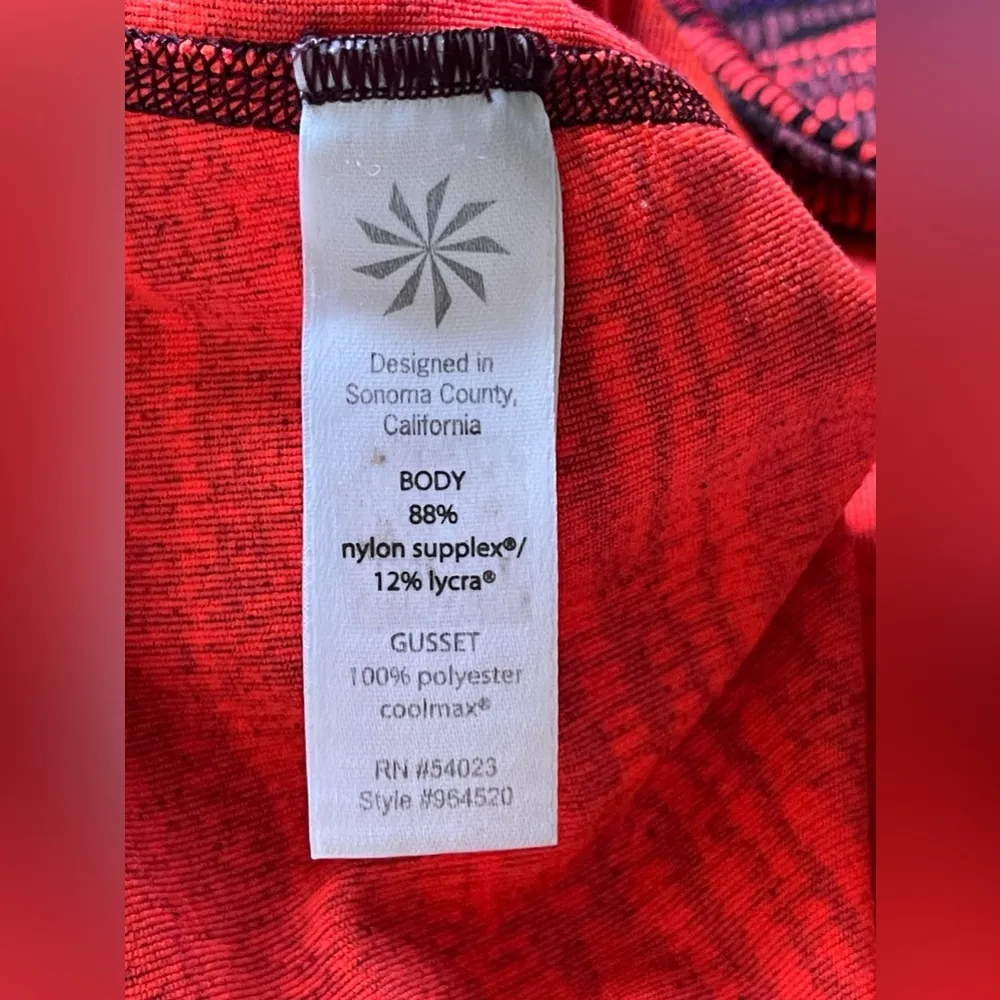 Designed in
Sonoma County,
California
BODY
88%
nylon supplex®/
12% lycra®
GUSSET
100% polyester
coolmax®
RN #54023
Style #964520